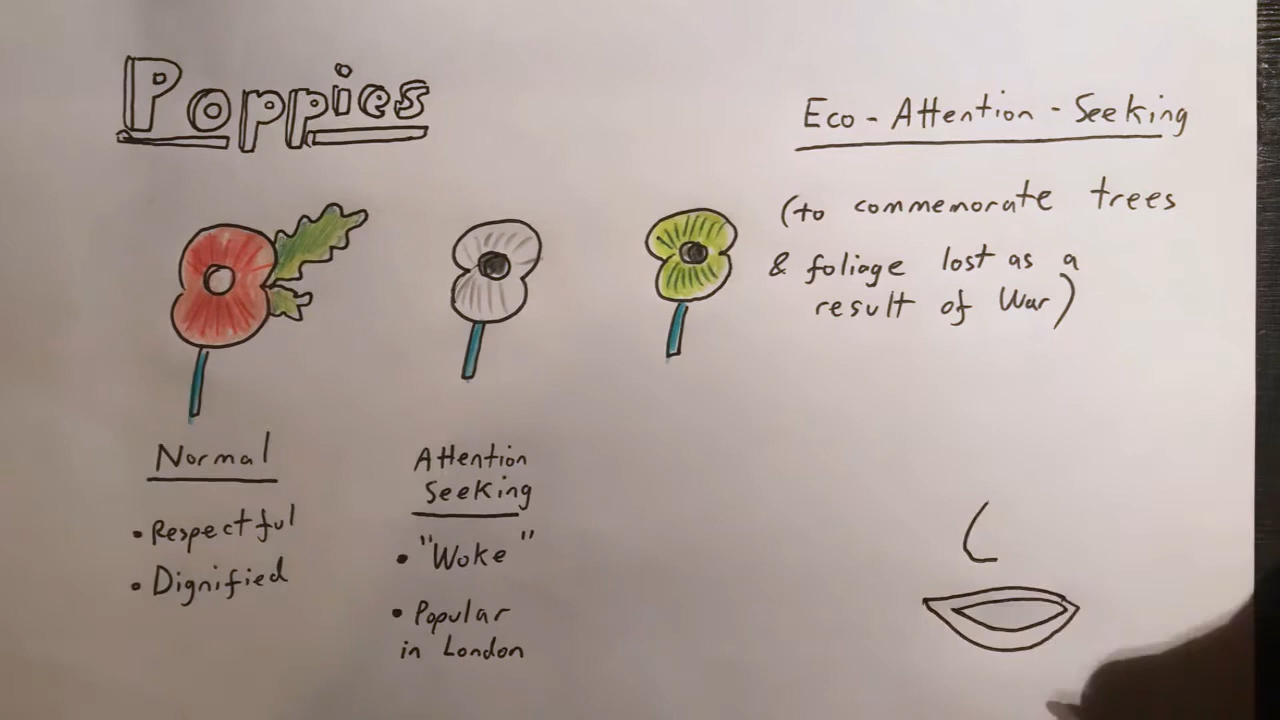 Poppies
Normal
• Respectful
• Dignified
Attention
Seeking
• "Woke"
• Popular
in London
Eco - Attention - Seeking
(to commemorate trees
& foliage lost as a
result of War)